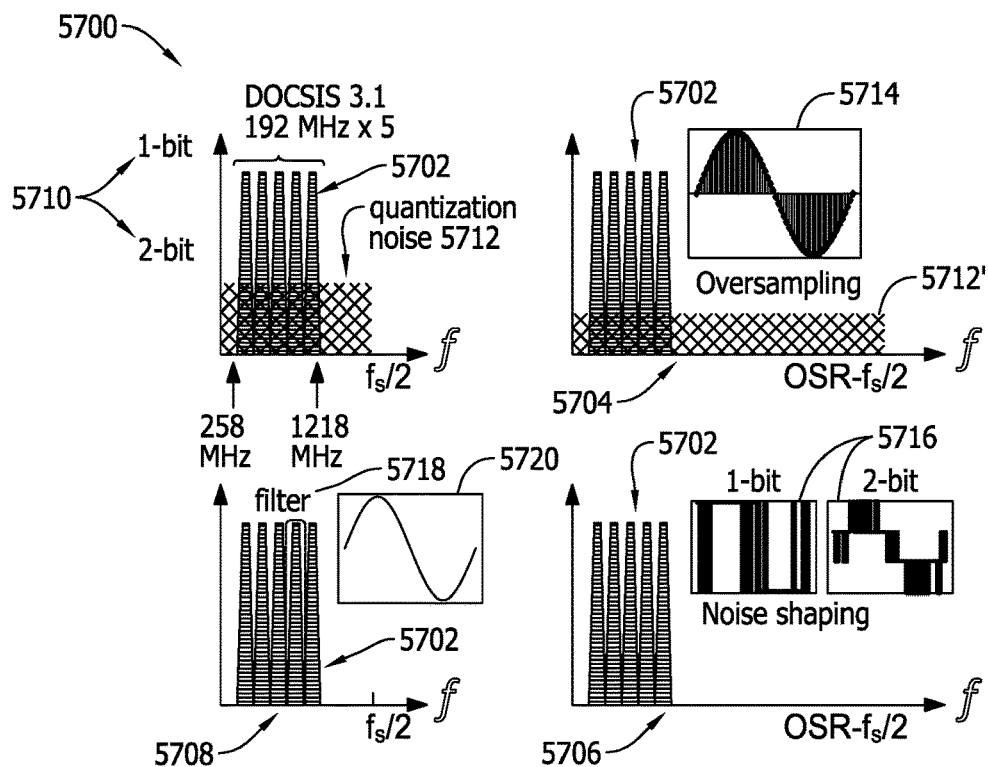 5700
DOCSIS 3.1
192 MHz x 5
1-bit
5702
5710
quantization
noise 5712
2-bit
f
fs/2
258
MHz
1218
MHz
5702
5714
Oversampling
5712'
f
OSR-fs/2
5704
5718
5720
filter
5702
f
fs/2
5708
5702
5716
1-bit
2-bit
Noise shaping
f
OSR-fs/2
5706